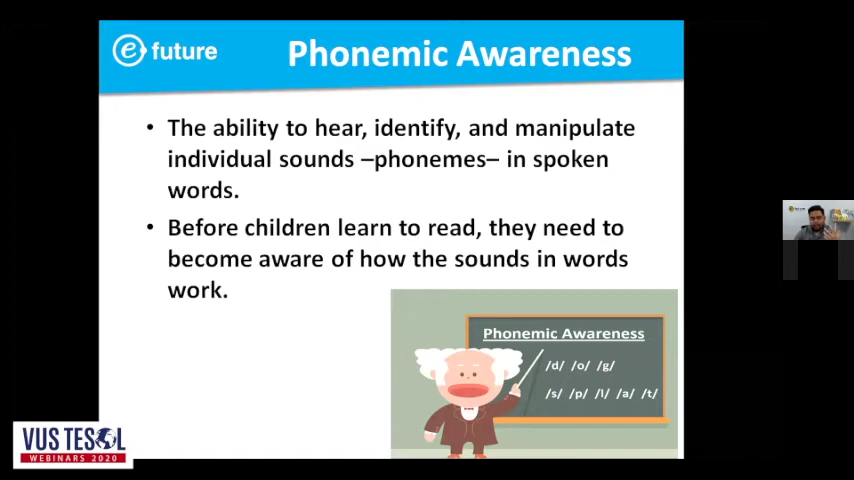 e future
Phonemic Awareness
• The ability to hear, identify, and manipulate
individual sounds –phonemes– in spoken
words.
• Before children learn to read, they need to
become aware of how the sounds in words
work.
Phonemic Awareness
/d/ /o/ /g/
/s/ /p/ /l/ /a/ /t/
VUS TESOL
WEBINARS 2020